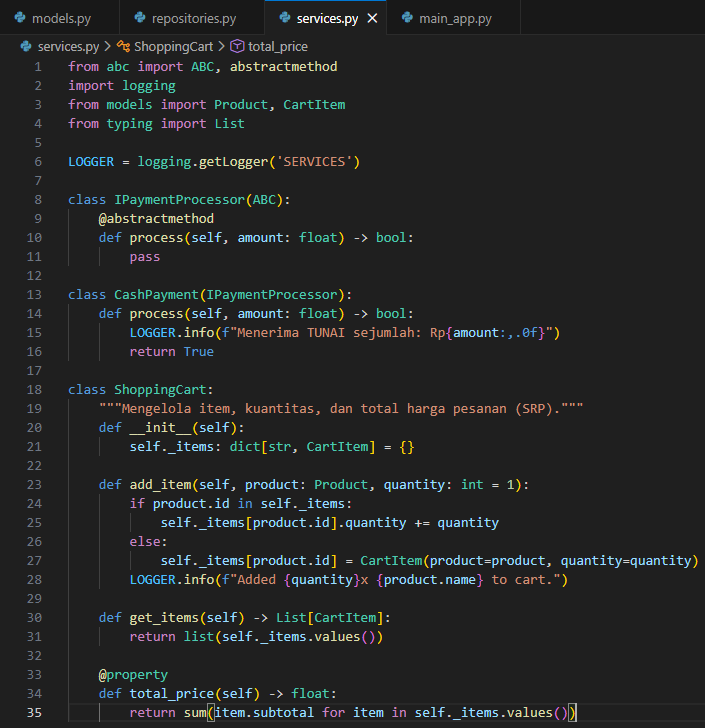 models.py repositories.py services.py main_app.py
services.py > ShoppingCart > total_price
1 from abc import ABC, abstractmethod
2 import logging
3 from models import Product, CartItem
4 from typing import List
5
6 LOGGER = logging.getLogger('SERVICES')
7
8 class IPaymentProcessor(ABC):
9     @abstractmethod
10     def process(self, amount: float) -> bool:
11         pass
12
13 class CashPayment(IPaymentProcessor):
14     def process(self, amount: float) -> bool:
15         LOGGER.info(f"Menerima TUNAI sejumlah: Rp{amount:,.0f}")
16         return True
17
18 class ShoppingCart:
19     """Mengelola item, kuantitas, dan total harga pesanan (SRP)."""
20     def __init__(self):
21         self._items: dict[str, CartItem] = {}
22
23     def add_item(self, product: Product, quantity: int = 1):
24         if product.id in self._items:
25             self._items[product.id].quantity += quantity
26         else:
27             self._items[product.id] = CartItem(product=product, quantity=quantity)
28         LOGGER.info(f"Added {quantity}x {product.name} to cart.")
29
30     def get_items(self) -> List[CartItem]:
31         return list(self._items.values())
32
33     @property
34     def total_price(self) -> float:
35         return sum(item.subtotal for item in self._items.values())